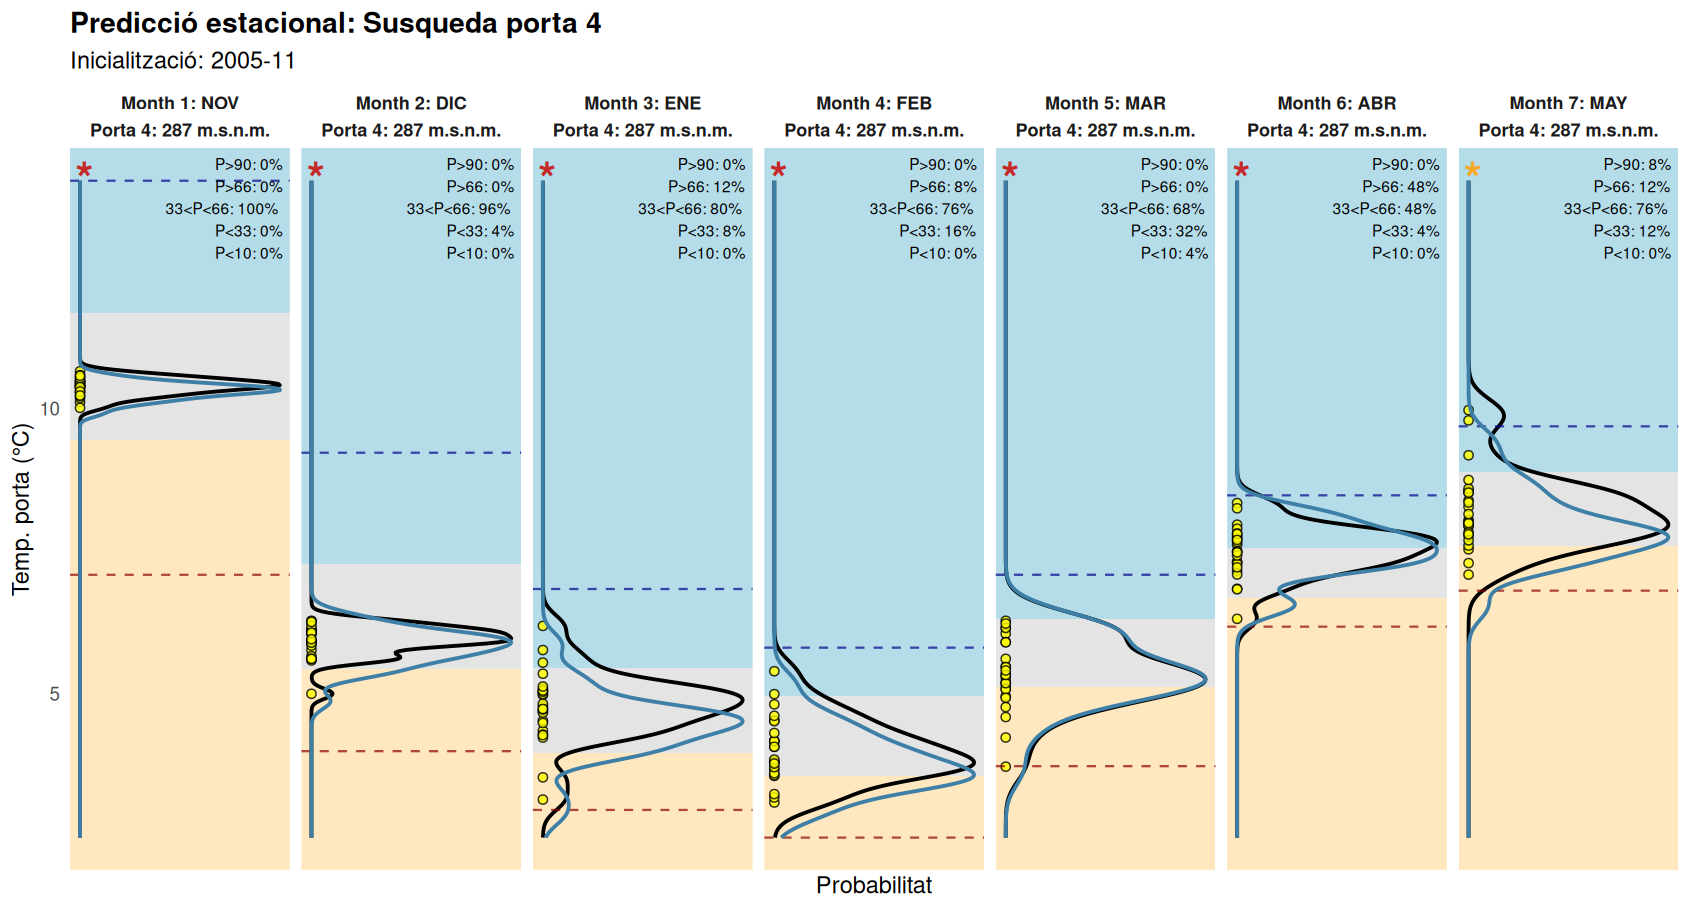 Predicció estacional: Susqueda porta 4
Inicialització: 2005-11
Month 1: NOV
Porta 4: 287 m.s.n.m.
Month 2: DIC
Porta 4: 287 m.s.n.m.
Month 3: ENE
Porta 4: 287 m.s.n.m.
Month 4: FEB
Porta 4: 287 m.s.n.m.
Month 5: MAR
Porta 4: 287 m.s.n.m.
Month 6: ABR
Porta 4: 287 m.s.n.m.
Month 7: MAY
Porta 4: 287 m.s.n.m.
*
P>90: 0%
P>66: 0%
33<P<66: 100%
P<33: 0%
P<10: 0%
*
P>90: 0%
P>66: 0%
33<P<66: 96%
P<33: 4%
P<10: 0%
*
P>90: 0%
P>66: 12%
33<P<66: 80%
P<33: 8%
P<10: 0%
*
P>90: 0%
P>66: 8%
33<P<66: 76%
P<33: 16%
P<10: 0%
*
P>90: 0%
P>66: 0%
33<P<66: 68%
P<33: 32%
P<10: 4%
*
P>90: 0%
P>66: 48%
33<P<66: 48%
P<33: 4%
P<10: 0%
*
P>90: 8%
P>66: 12%
33<P<66: 76%
P<33: 12%
P<10: 0%
10
5
Temp. porta (°C)
Probabilitat